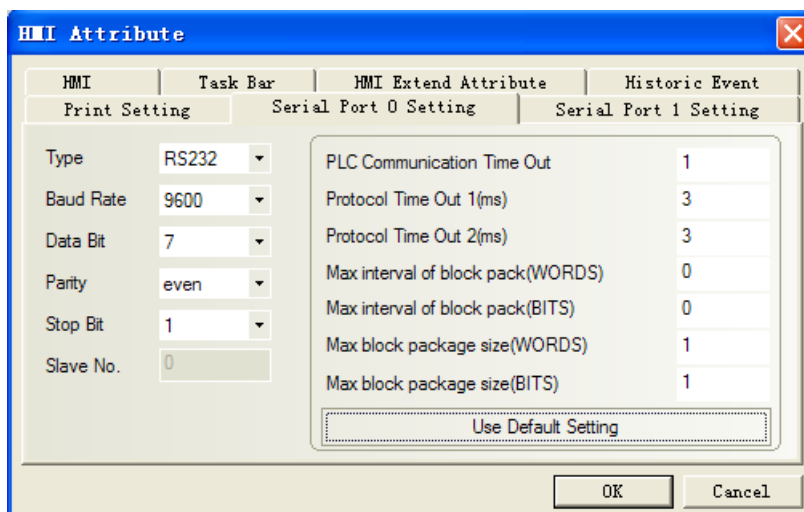 HMI Attribute
HMI Task Bar HMI Extend Attribute Historic Event
Print Setting Serial Port 0 Setting Serial Port 1 Setting
Type RS232
Baud Rate 9600
Data Bit 7
Parity even
Stop Bit 1
Slave No. 0
PLC Communication Time Out 1
Protocol Time Out 1(ms) 3
Protocol Time Out 2(ms) 3
Max interval of block pack(WORDS) 0
Max interval of block pack(BITS) 0
Max block package size(WORDS) 1
Max block package size(BITS) 1
Use Default Setting
OK Cancel